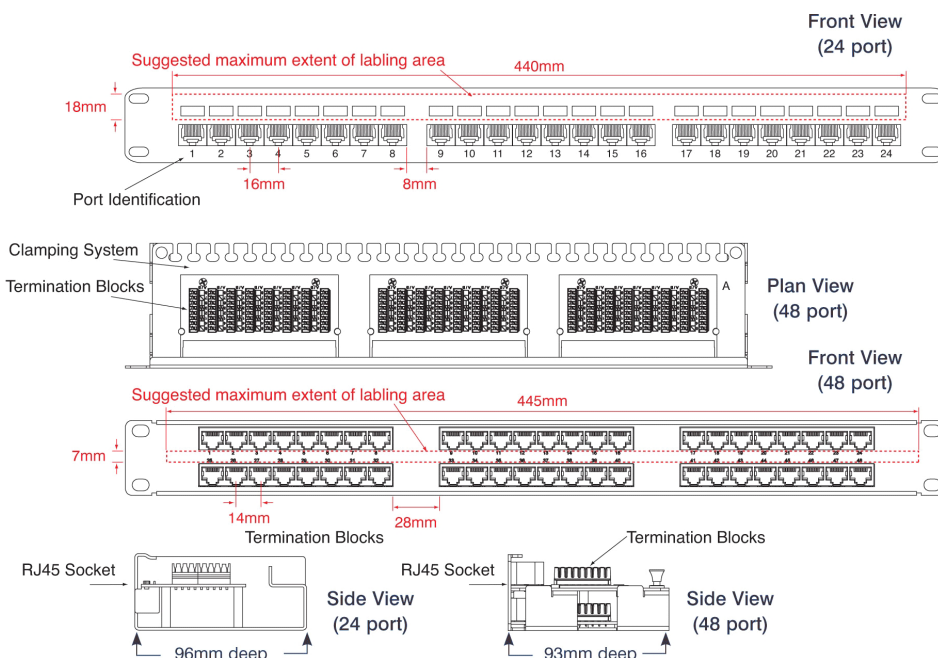 Front View
(24 port)
Suggested maximum extent of labling area
440mm
18mm
1 2 3 4 5 6 7 8 9 10 11 12 13 14 15 16 17 18 19 20 21 22 23 24
16mm
8mm
Port Identification
Clamping System
Termination Blocks
A
Plan View
(48 port)
Front View
(48 port)
Suggested maximum extent of labling area
445mm
7mm
14mm
28mm
Termination Blocks
Termination Blocks
RJ45 Socket
RJ45 Socket
Side View
(24 port)
Side View
(48 port)
96mm deep
93mm deep